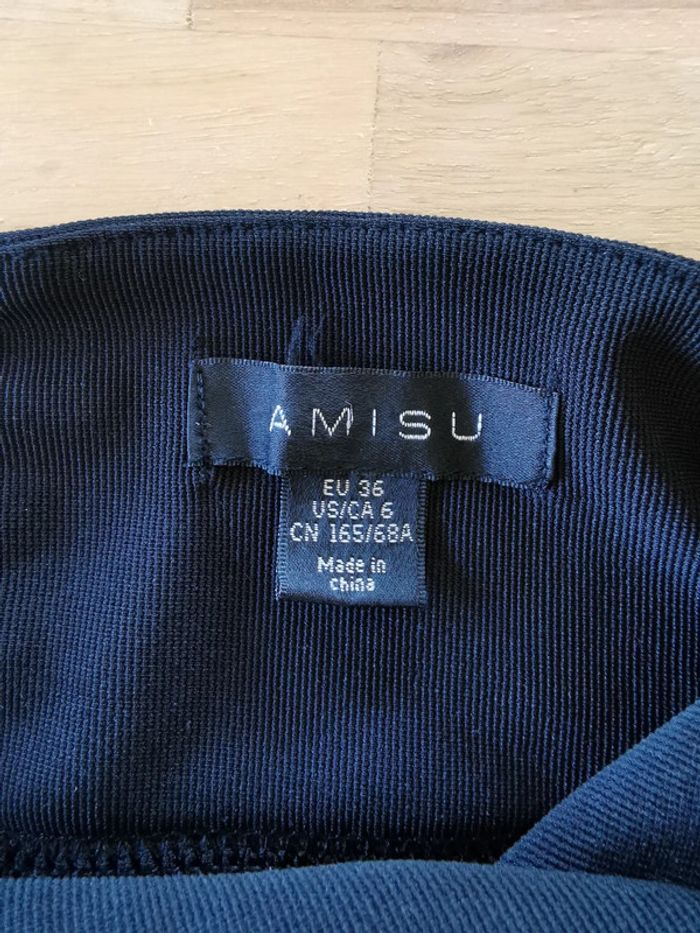 AMISU
EU 36
US/CA 6
CN 165/68A
Made in
china